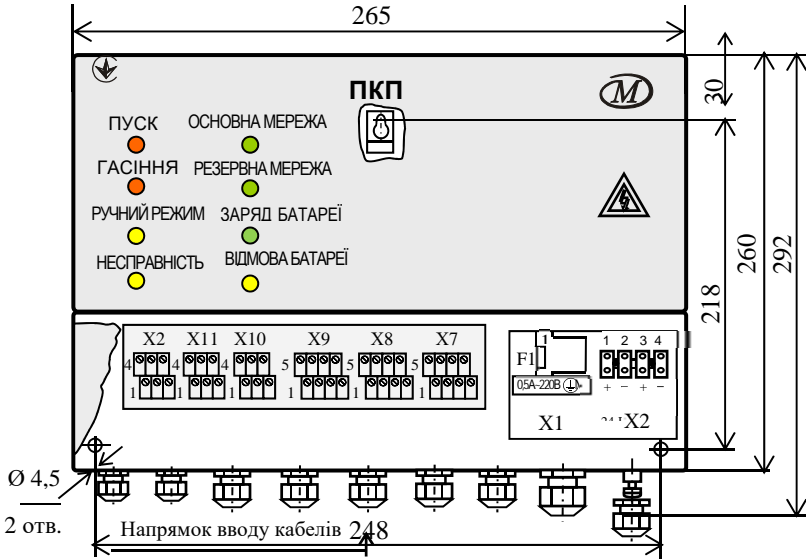 265
ПКП
M
30
ПУСК ОСНОВНА МЕРЕЖА
ГАСІННЯ РЕЗЕРВНА МЕРЕЖА
РУЧНИЙ РЕЖИМ ЗАРЯД БАТАРЕЇ
НЕСПРАВНІСТЬ ВІДМОВА БАТАРЕЇ
218
260
292
X2 X11 X10 X9 X8 X7
4 4 4 5 5 5
1 1 1 1 1 1
F1 1
1 2 3 4
0,5А~220В
+ − + −
X1 X2
Ø 4,5
2 отв.
Напрямок вводу кабелів 248